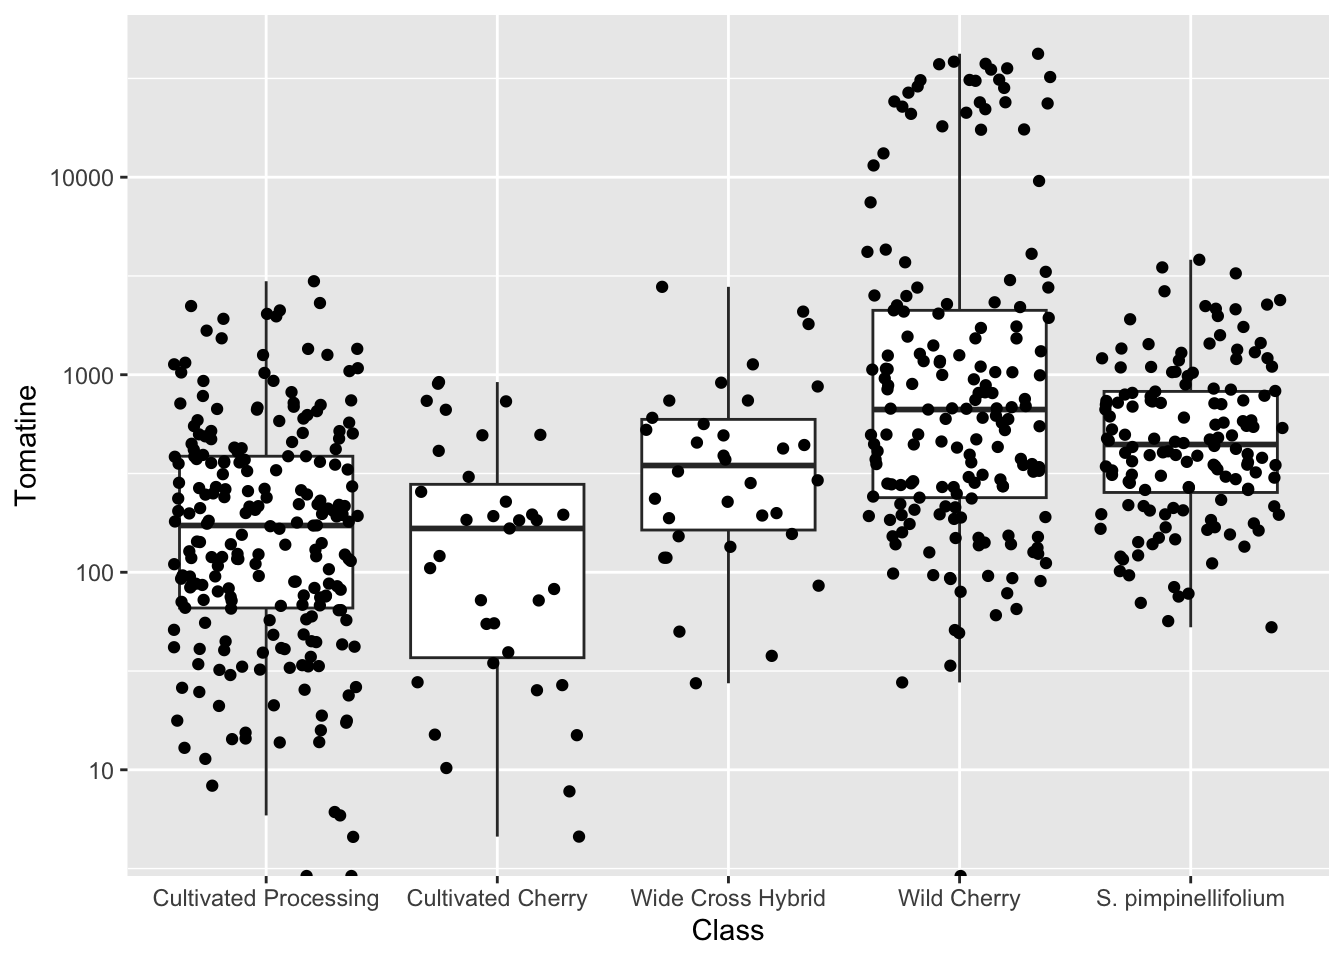 Tomatine
10000
1000
100
10
Cultivated Processing
Cultivated Cherry
Wide Cross Hybrid
Wild Cherry
S. pimpinellifolium
Class